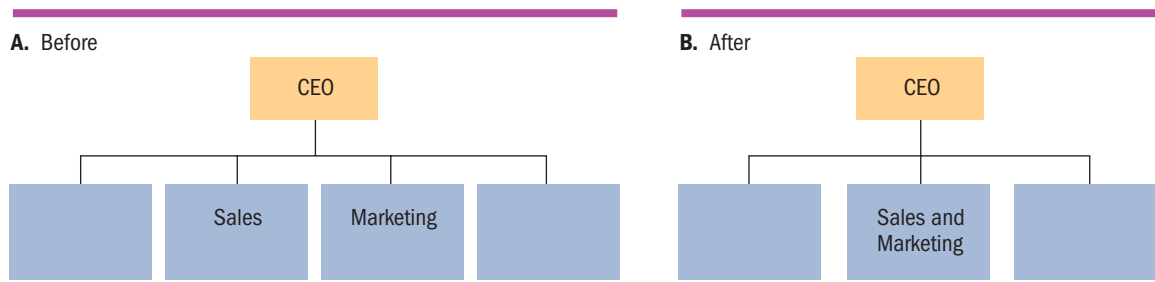 A. Before
CEO
Sales
Marketing
B. After
CEO
Sales and
Marketing